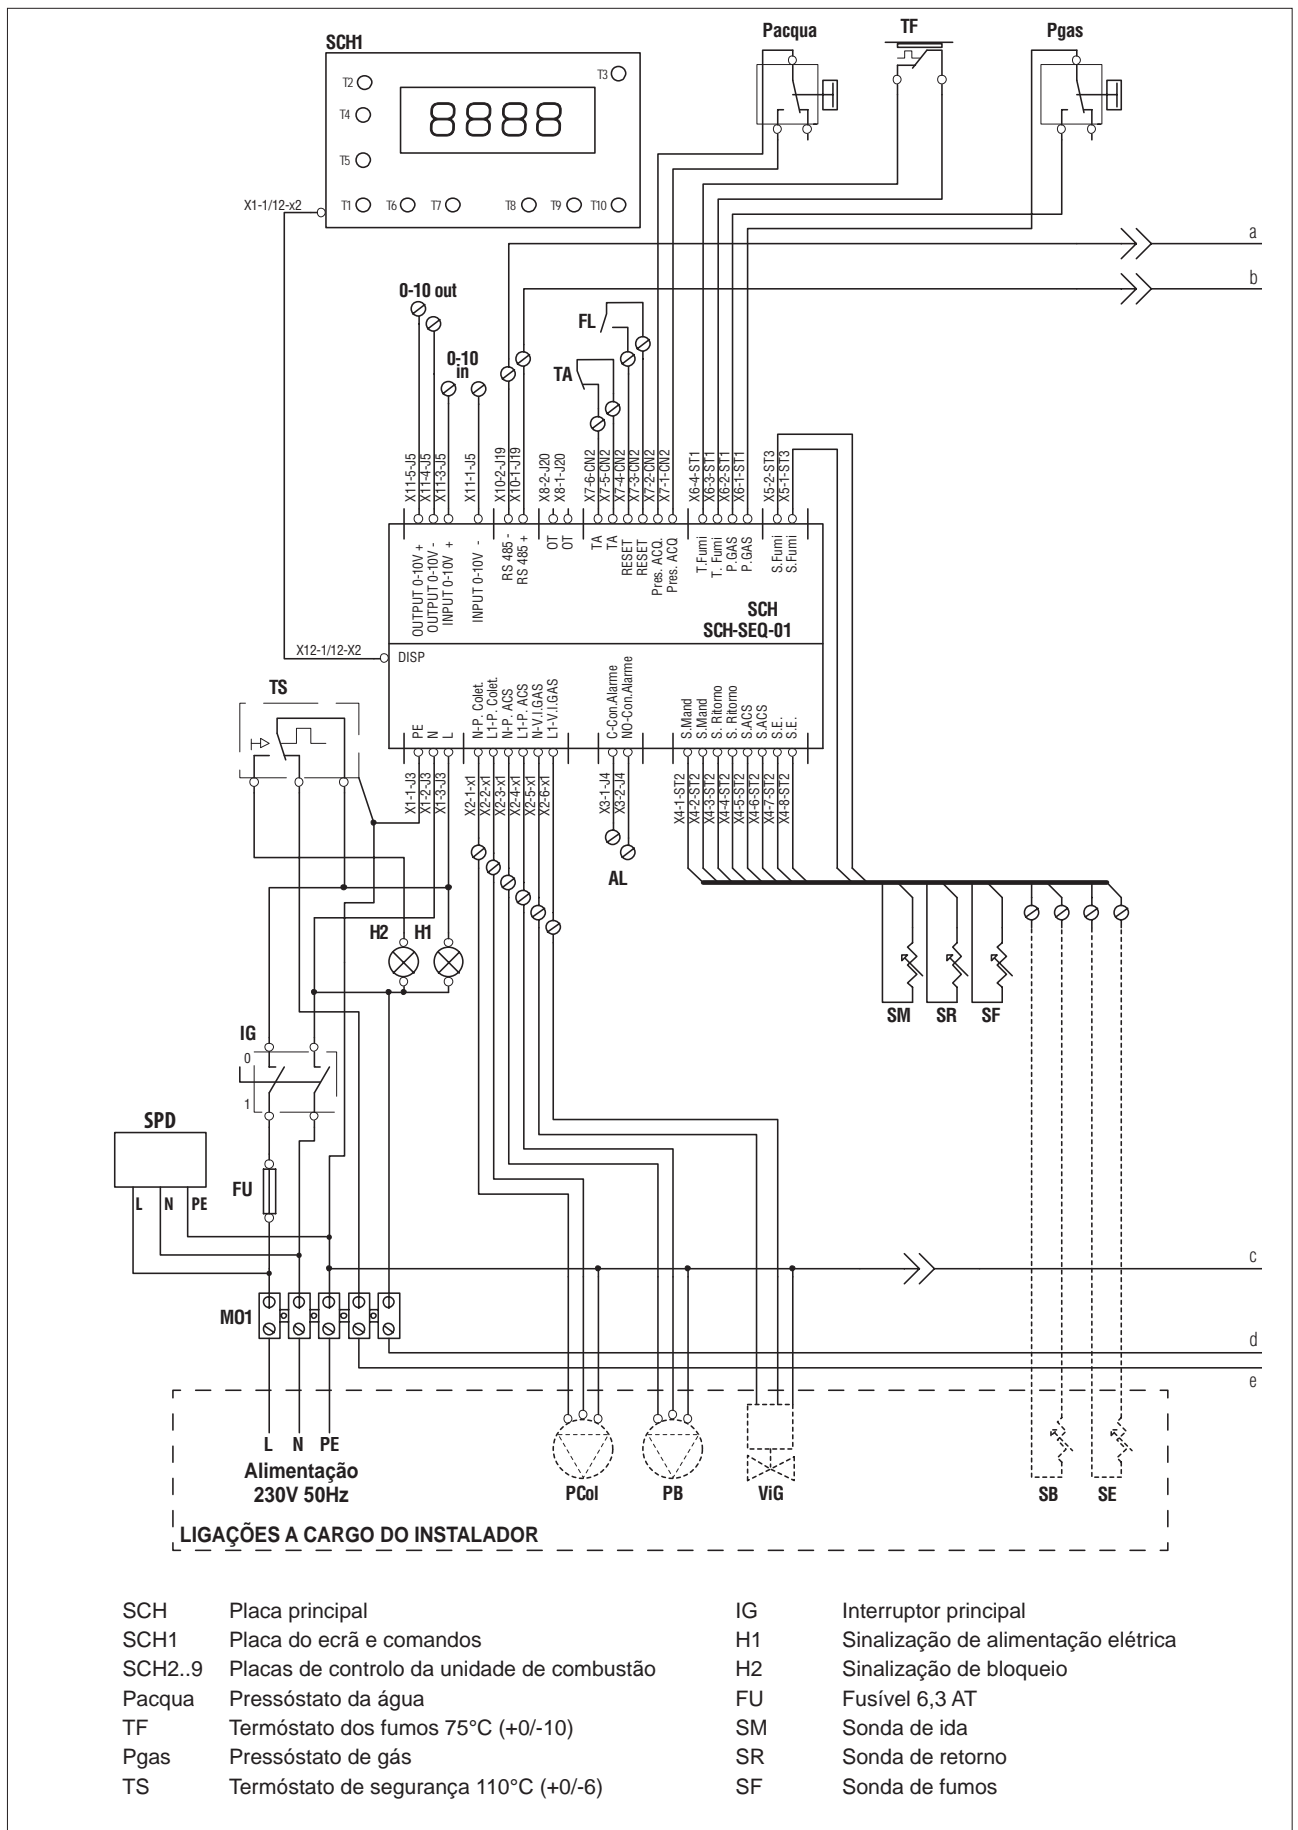 SCH1
T2
T3
T4
T5
T1
T6
T7
T8
T9
T10
8888
X1-1/12-x2
Pacqua
TF
Pgas
a
b
0-10 out
0-10
in
FL
TA
X11-5-J5
X11-4-J5
X11-3-J5
X11-1-J5
X10-2-J19
X10-1-J19
X8-2-J20
X8-1-J20
X7-6-CN2
X7-5-CN2
X7-4-CN2
X7-3-CN2
X7-2-CN2
X7-1-CN2
X6-4-ST1
X6-3-ST1
X6-2-ST1
X6-1-ST1
X5-2-ST3
X5-1-ST3
OUTPUT 0-10V +
OUTPUT 0-10V -
INPUT 0-10V +
INPUT 0-10V -
RS 485 -
RS 485 +
OT
OT
TA
TA
RESET
RESET
Pres. ACQ.
Pres. ACQ
T.Fumi
T. Fumi
P.GAS
P.GAS
S.Fumi
S.Fumi
SCH
SCH-SEQ-01
X12-1/12-X2
DISP
TS
PE
N
L
N-P. Colet.
L1-P. Colet.
N-P. ACS
L1-P. ACS
N-V.I.GAS
L1-V.I.GAS
C-Con.Alarme
NO-Con.Alarme
S.Mand
S.Mand
S. Ritorno
S. Ritorno
S.ACS
S.ACS
S.E.
S.E.
X1-1-J3
X1-2-J3
X1-3-J3
X2-1-x1
X2-2-x1
X2-3-x1
X2-4-x1
X2-5-x1
X2-6-x1
X3-1-J4
X3-2-J4
X4-1-ST2
X4-2-ST2
X4-3-ST2
X4-4-ST2
X4-5-ST2
X4-6-ST2
X4-7-ST2
X4-8-ST2
AL
H2
H1
SM
SR
SF
IG
0
1
SPD
L
N
PE
FU
c
MO1
d
e
L N PE
Alimentação
230V 50Hz
PCol
PB
ViG
SB
SE
LIGAÇÕES A CARGO DO INSTALADOR
SCH Placa principal
SCH1 Placa do ecrã e comandos
SCH2..9 Placas de controlo da unidade de combustão
Pacqua Pressóstato da água
TF Termóstato dos fumos 75°C (+0/-10)
Pgas Pressóstato de gás
TS Termóstato de segurança 110°C (+0/-6)
IG Interruptor principal
H1 Sinalização de alimentação elétrica
H2 Sinalização de bloqueio
FU Fusível 6,3 AT
SM Sonda de ida
SR Sonda de retorno
SF Sonda de fumos